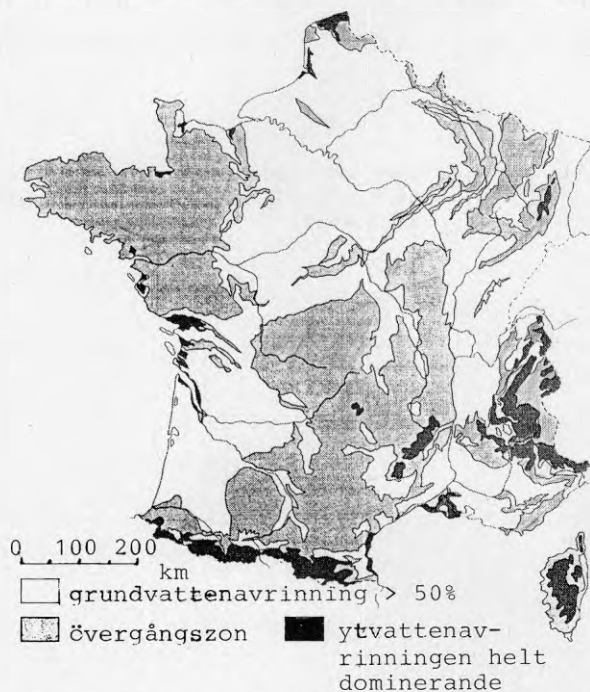 0 100 200
km
grundvattenavrinning > 50%
övergångszon
ytvattenav-
rinningen helt
dominerande